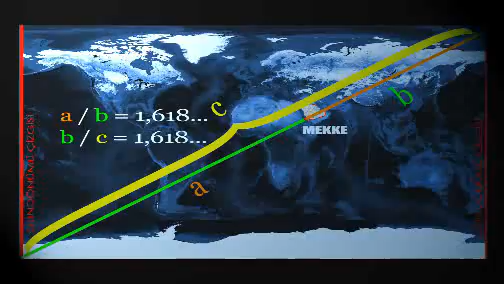 a / b = 1,618...
b / c = 1,618...
c
b
MEKKE
a